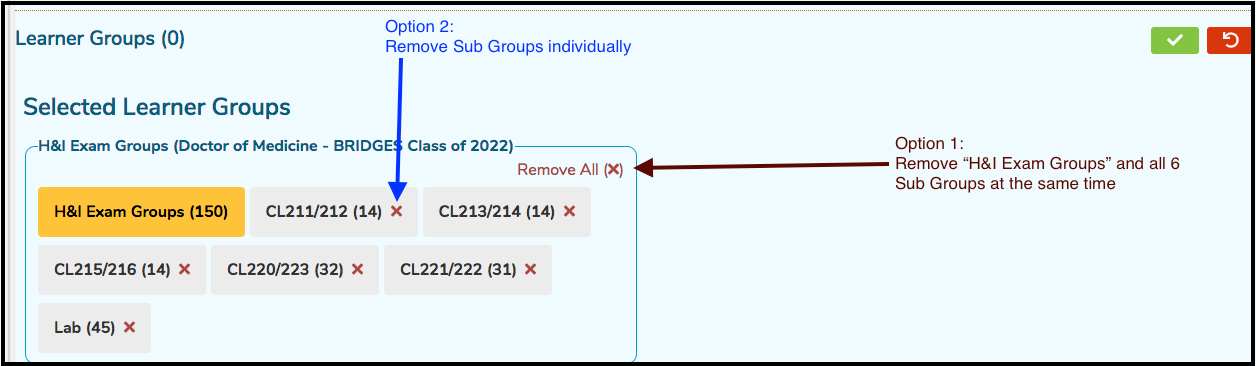 Option 2:
Remove Sub Groups individually
Learner Groups (0)
Selected Learner Groups
H&I Exam Groups (Doctor of Medicine - BRIDGES Class of 2022)
Remove All (✕)
Option 1:
Remove “H&I Exam Groups” and all 6
Sub Groups at the same time
H&I Exam Groups (150)
CL211/212 (14) ✕
CL213/214 (14) ✕
CL215/216 (14) ✕
CL220/223 (32) ✕
CL221/222 (31) ✕
Lab (45) ✕